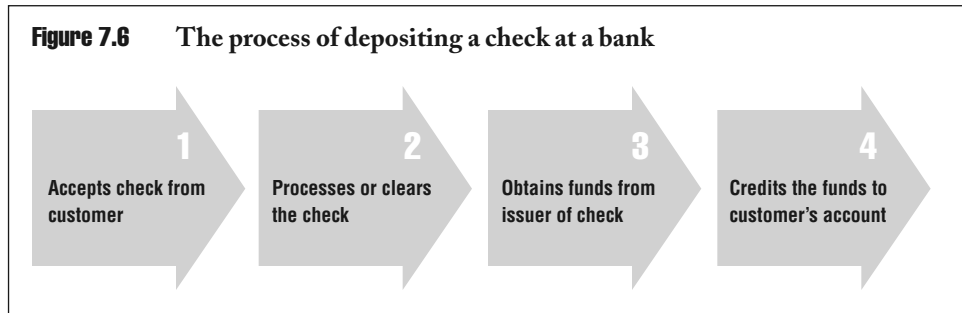 Figure 7.6 The process of depositing a check at a bank
1
Accepts check from
customer
2
Processes or clears
the check
3
Obtains funds from
issuer of check
4
Credits the funds to
customer’s account